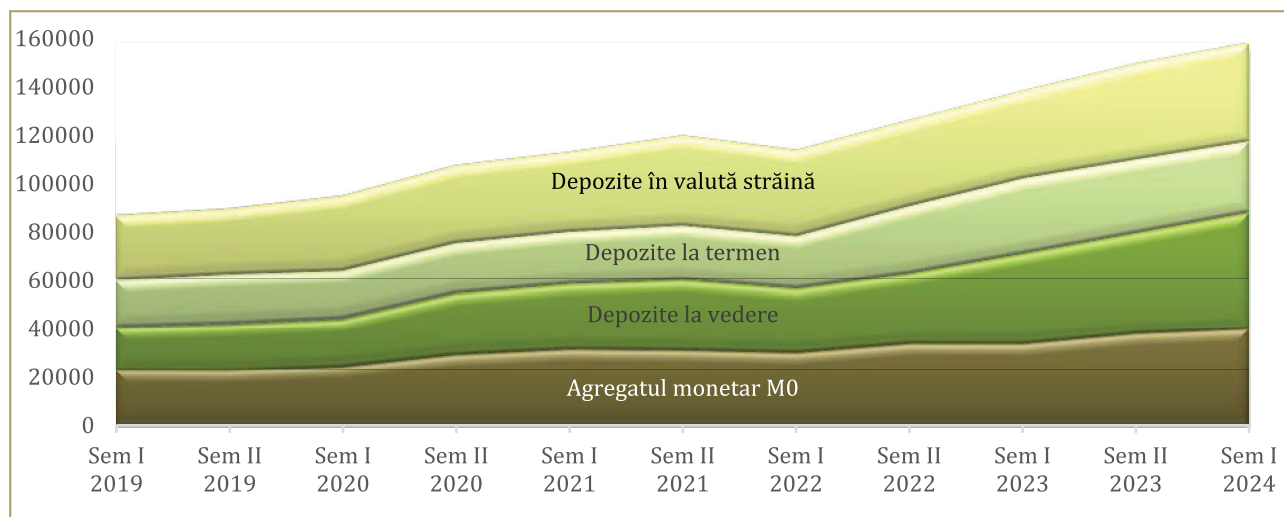 160000
140000
120000
100000
80000
60000
40000
20000
0
Depozite în valută străină
Depozite la termen
Depozite la vedere
Agregatul monetar M0
Sem I Sem II Sem I Sem II Sem I Sem II Sem I Sem II Sem I Sem II Sem I
2019 2019 2020 2020 2021 2021 2022 2022 2023 2023 2024